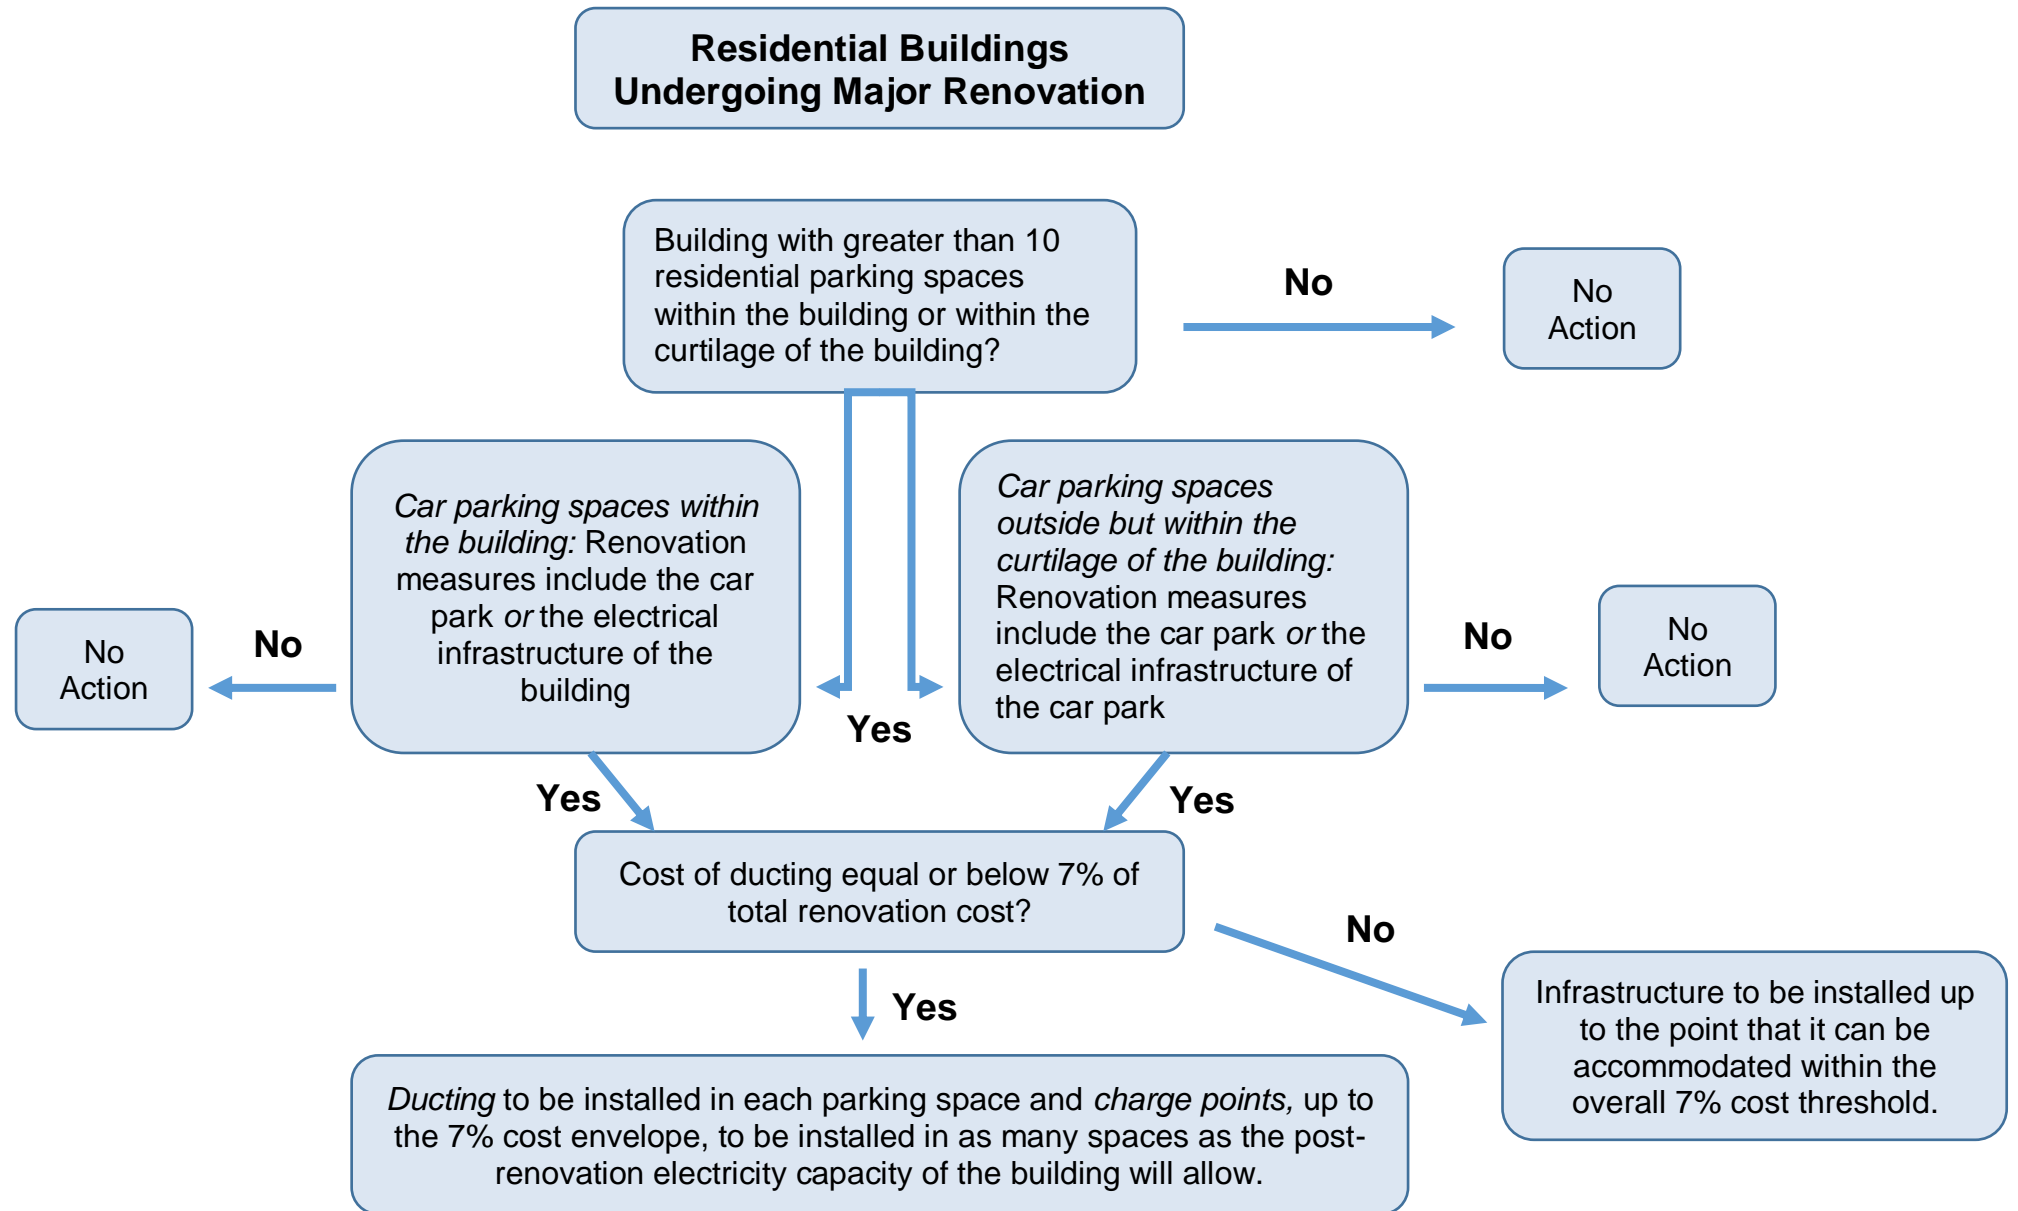 Residential Buildings
Undergoing Major Renovation
Building with greater than 10
residential parking spaces
within the building or within the
curtilage of the building?
No
No
Action
Car parking spaces within
the building: Renovation
measures include the car
park or the electrical
infrastructure of the
building
Car parking spaces
outside but within the
curtilage of the building:
Renovation measures
include the car park or the
electrical infrastructure of
the car park
No
Action
No
Yes
No
No
Action
Yes
Yes
Cost of ducting equal or below 7% of
total renovation cost?
No
Yes
Infrastructure to be installed up
to the point that it can be
accommodated within the
overall 7% cost threshold.
Ducting to be installed in each parking space and charge points, up to
the 7% cost envelope, to be installed in as many spaces as the post-
renovation electricity capacity of the building will allow.